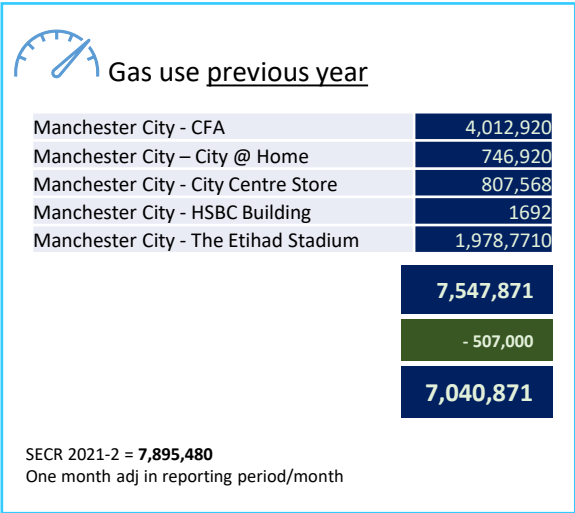 Gas use previous year
Manchester City - CFA 4,012,920
Manchester City – City @ Home 746,920
Manchester City - City Centre Store 807,568
Manchester City - HSBC Building 1692
Manchester City - The Etihad Stadium 1,978,7710
7,547,871
- 507,000
7,040,871
SECR 2021-2 = 7,895,480
One month adj in reporting period/month